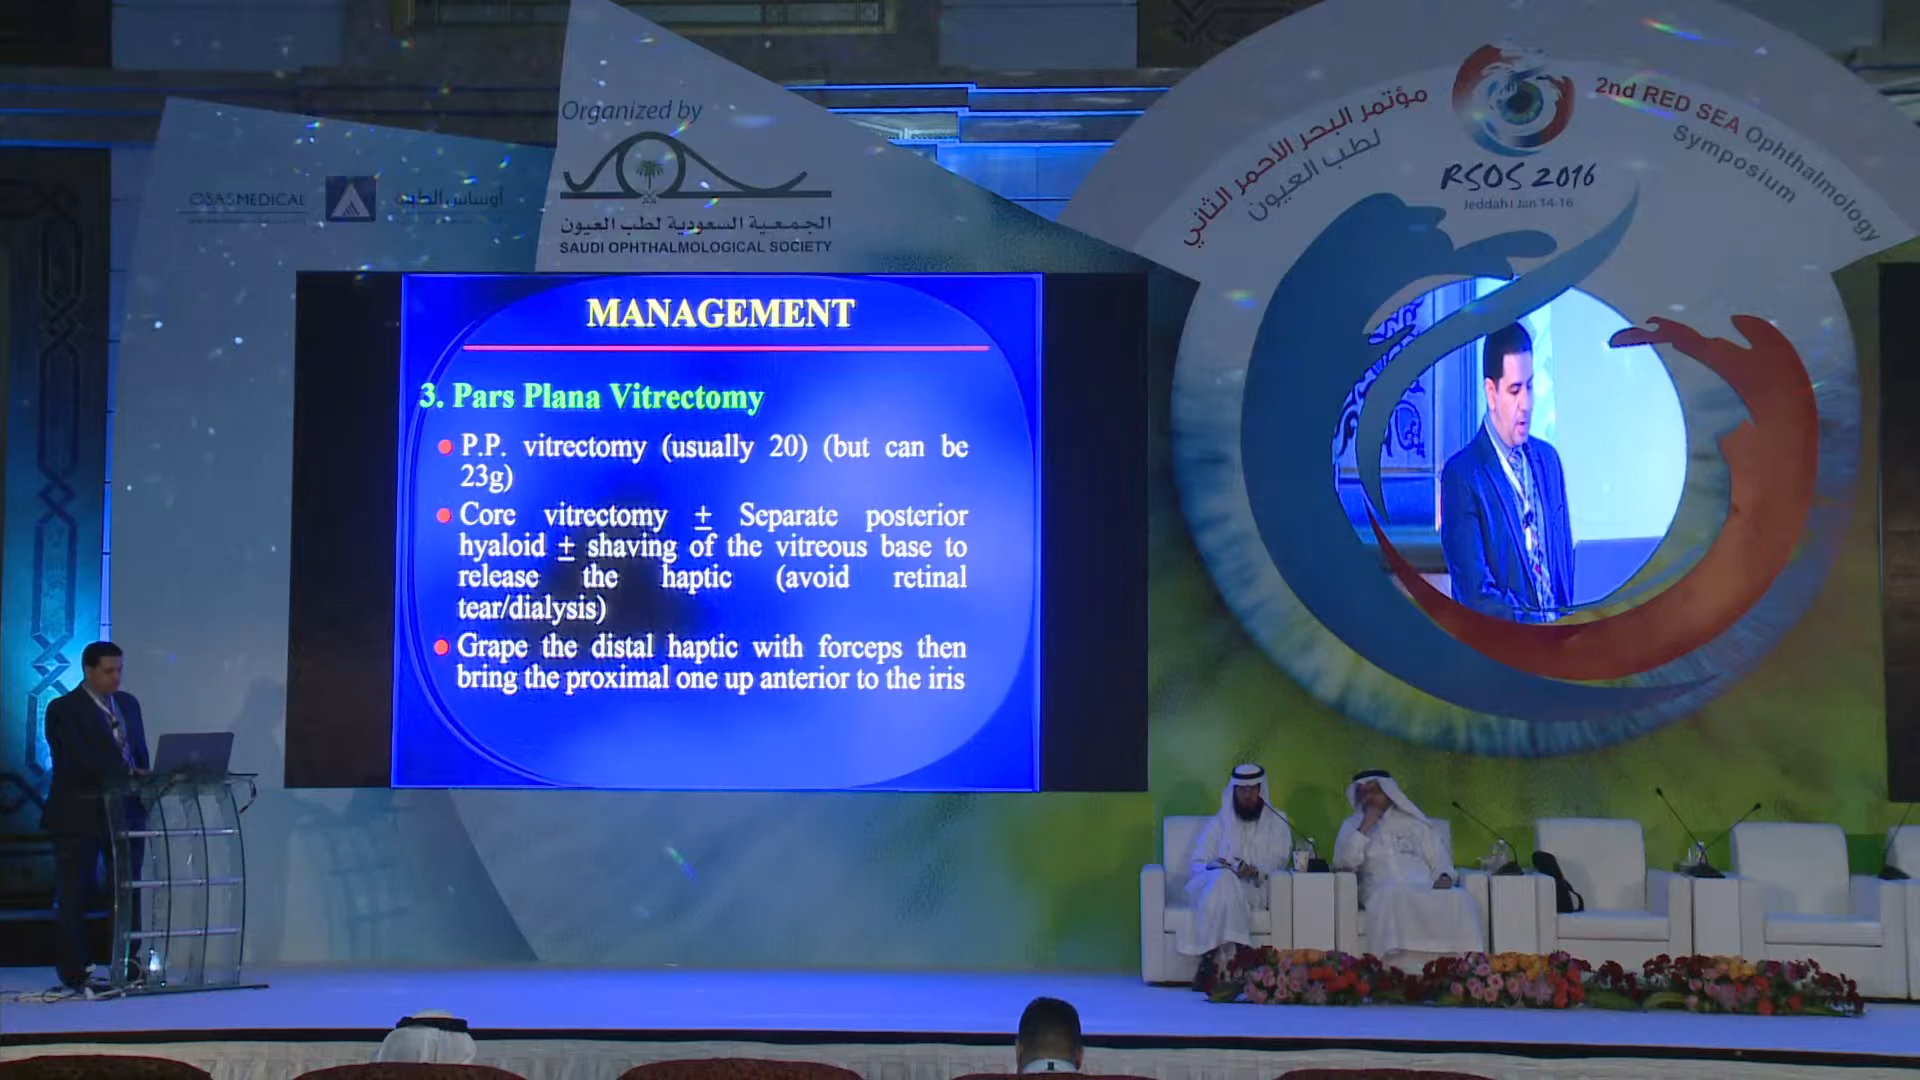 Organized by
الجمعية السعودية لطب العيون
SAUDI OPHTHALMOLOGICAL SOCIETY
OSASMEDICAL
أوساس الطبية
مؤتمر البحر الأحمر الثاني
لطب العيون
2nd RED SEA Ophthalmology
Symposium
RSOS 2016
Jeddah | Jan 14-16
MANAGEMENT
3. Pars Plana Vitrectomy
P.P. vitrectomy (usually 20) (but can be
23g)
Core vitrectomy ± Separate posterior
hyaloid ± shaving of the vitreous base to
release the haptic (avoid retinal
tear/dialysis)
Grape the distal haptic with forceps then
bring the proximal one up anterior to the iris